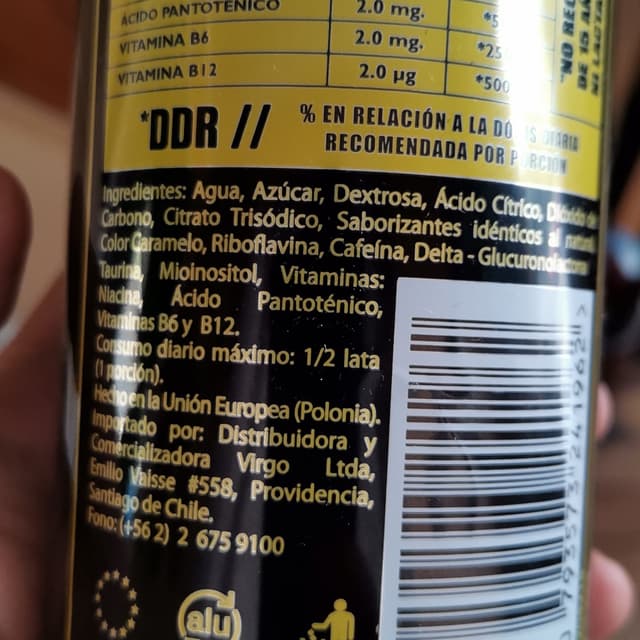 ÁCIDO PANTOTÉNICO 2.0 mg.
VITAMINA B6 2.0 mg. *25
VITAMINA B12 2.0 µg *500
*DDR // % EN RELACIÓN A LA DOSIS DIARIA
RECOMENDADA POR PORCIÓN
Ingredientes: Agua, Azúcar, Dextrosa, Ácido Cítrico, Dióxido de
Carbono, Citrato Trisódico, Saborizantes idénticos al natural
Color Caramelo, Riboflavina, Cafeína, Delta - Glucuronolactona
Taurina, Mioinositol, Vitaminas:
Niacina, Ácido Pantoténico,
Vitaminas B6 y B12.
Consumo diario máximo: 1/2 lata
(1 porción).
Hecho en la Unión Europea (Polonia).
Importado por: Distribuidora y
Comercializadora Virgo Ltda,
Emilio Vaisse #558, Providencia,
Santiago de Chile.
Fono: (+56 2) 2 675 9100
alu